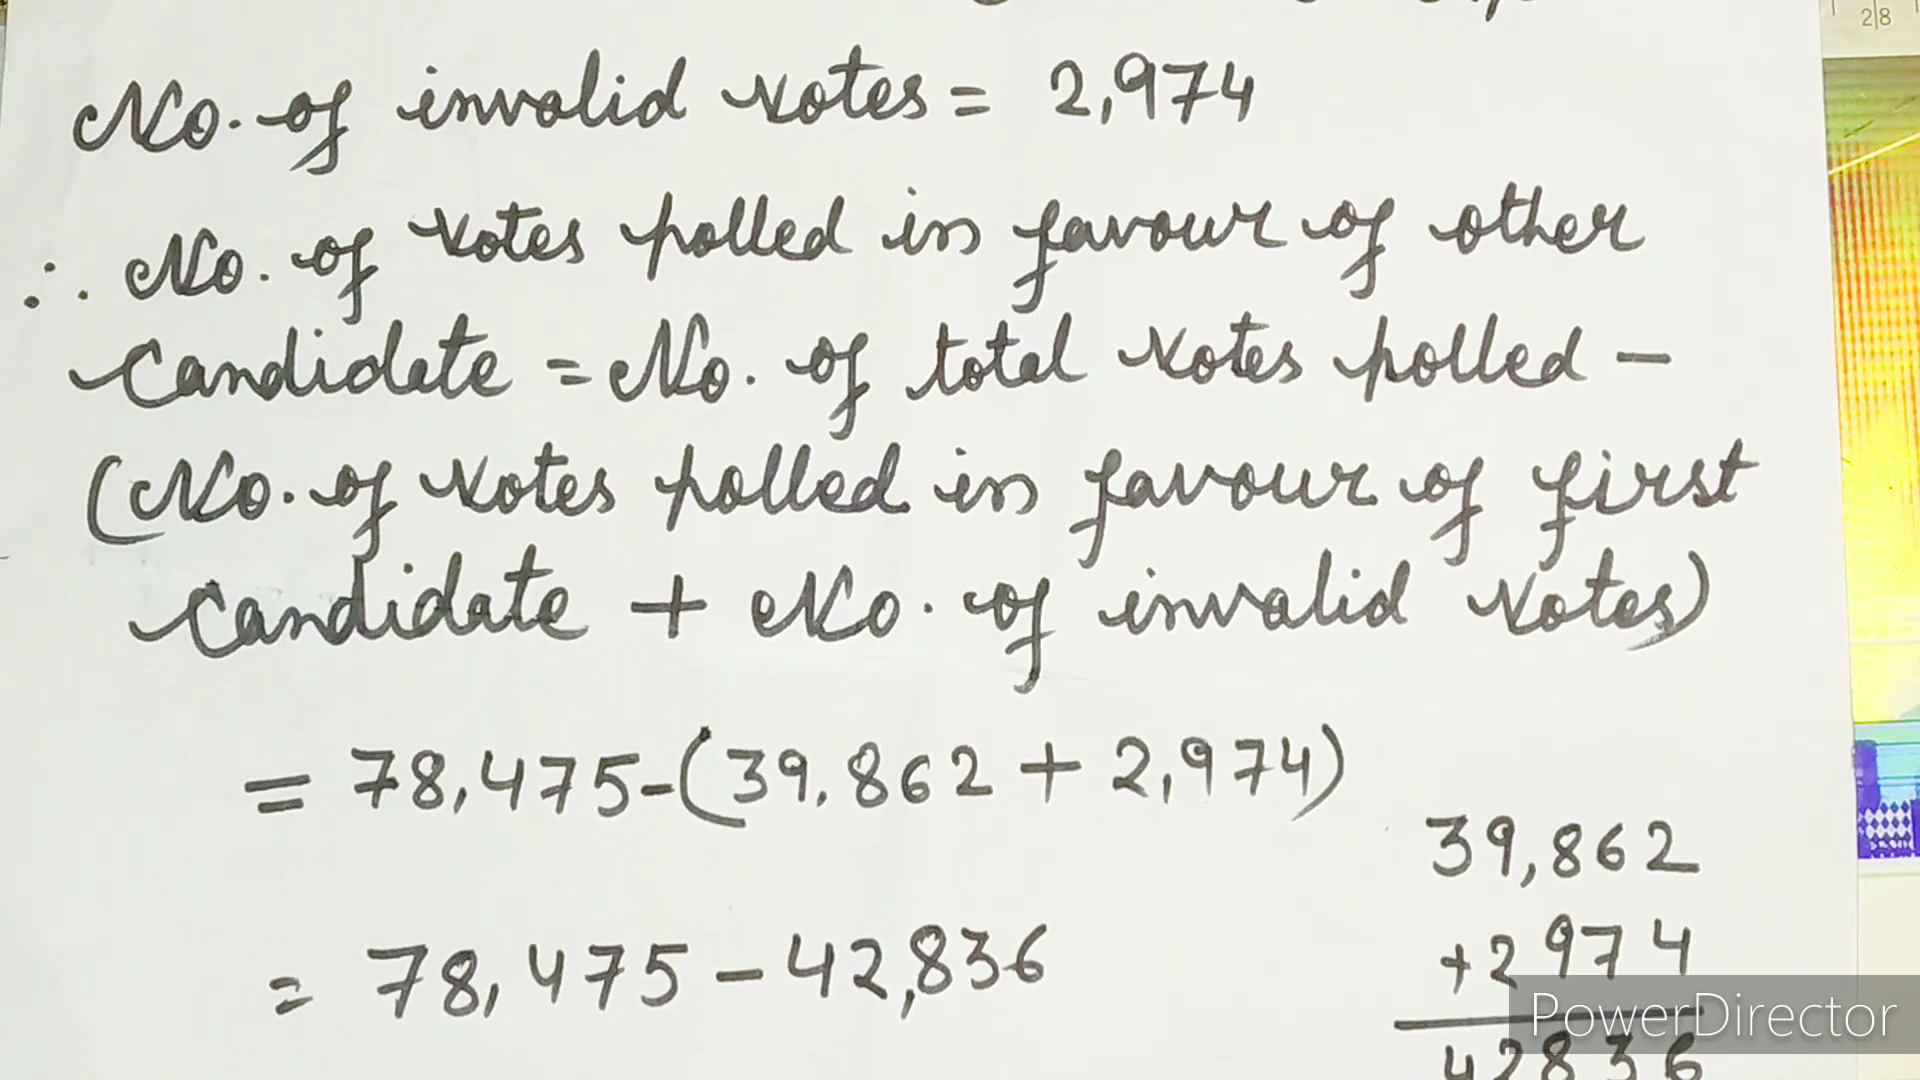 28
No. of invalid votes = 2,974
∴ No. of votes polled in favour of other
Candidate = No. of total votes polled -
(No. of votes polled in favour of first
Candidate + No. of invalid votes)
= 78,475-(39,862 + 2,974)
39,862
+2974
= 78,475 - 42,836
42836
PowerDirector